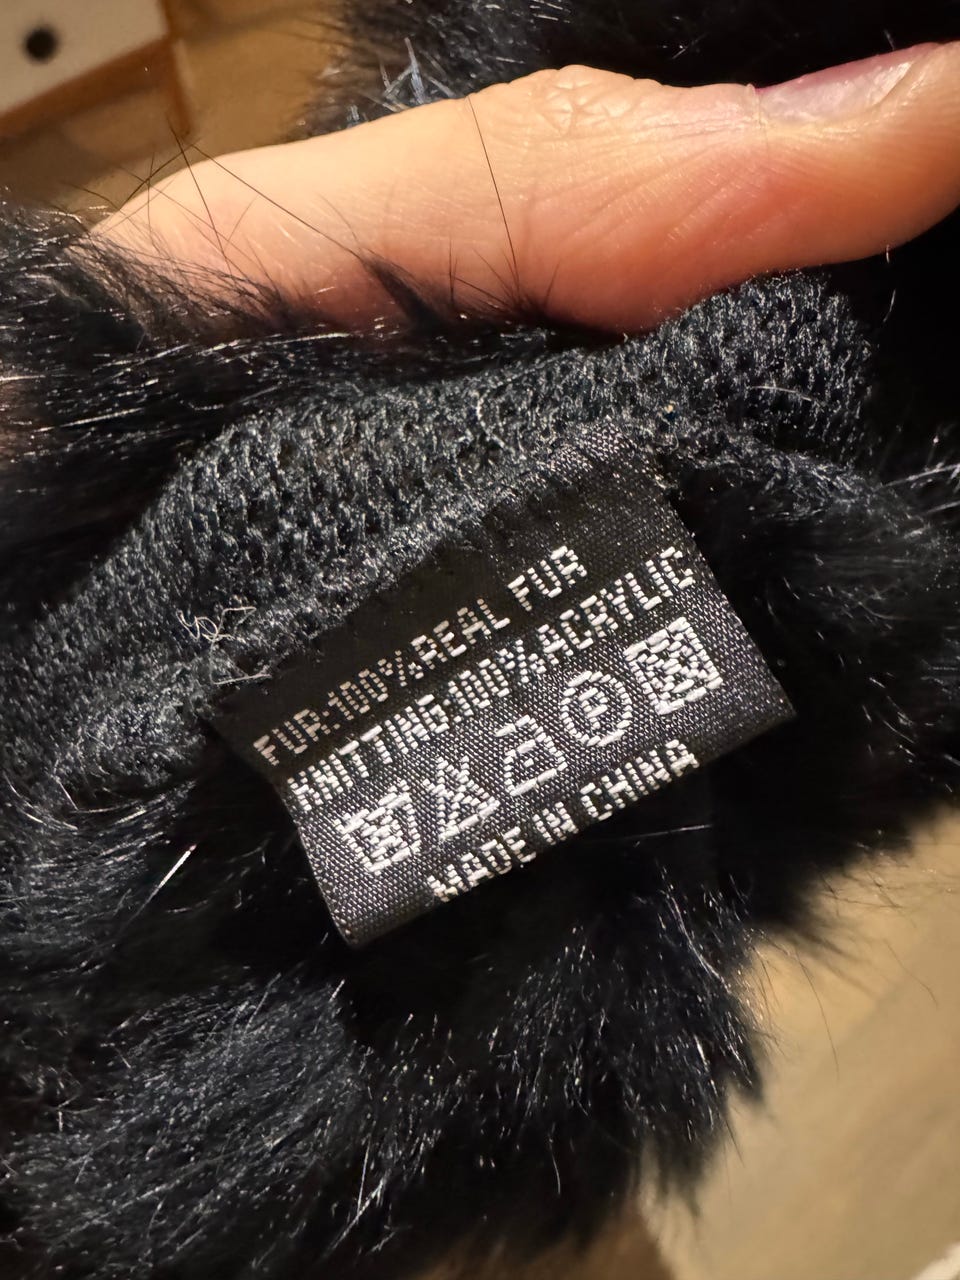 FUR:100%REAL FUR
KNITTING:100%ACRYLIC
P
MADE IN CHINA